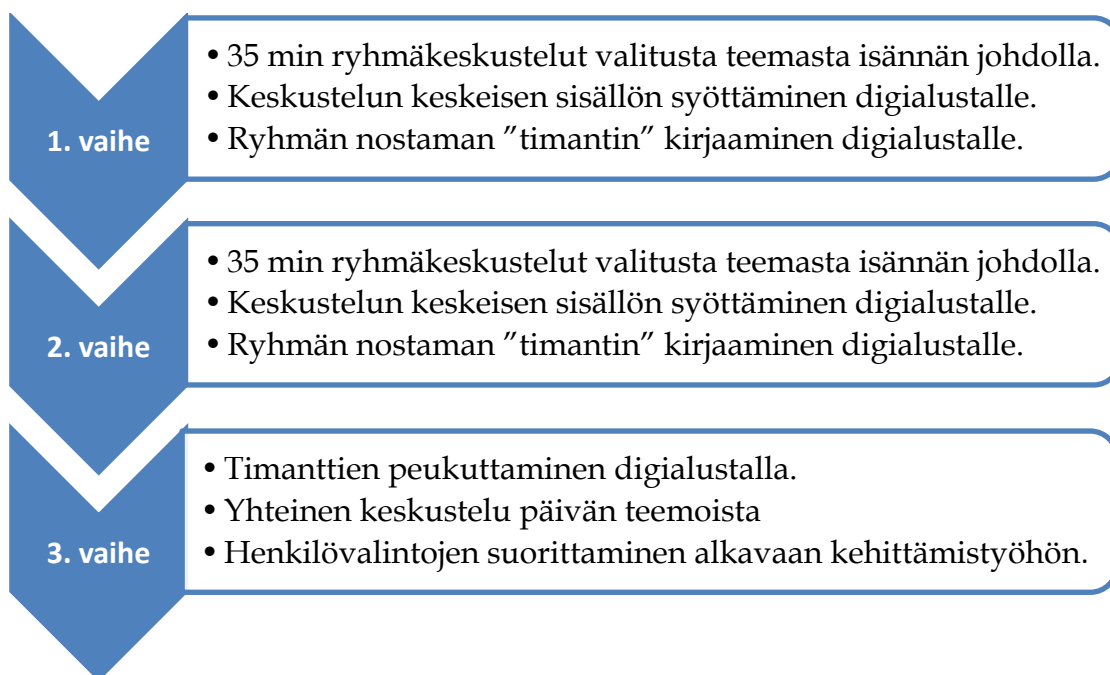 1. vaihe
• 35 min ryhmäkeskustelut valitusta teemasta isännän johdolla.
• Keskustelun keskeisen sisällön syöttäminen digialustalle.
• Ryhmän nostaman ”timantin” kirjaaminen digialustalle.
2. vaihe
• 35 min ryhmäkeskustelut valitusta teemasta isännän johdolla.
• Keskustelun keskeisen sisällön syöttäminen digialustalle.
• Ryhmän nostaman ”timantin” kirjaaminen digialustalle.
3. vaihe
• Timanttien peukuttaminen digialustalla.
• Yhteinen keskustelu päivän teemoista
• Henkilövalintojen suorittaminen alkavaan kehittämistyöhön.